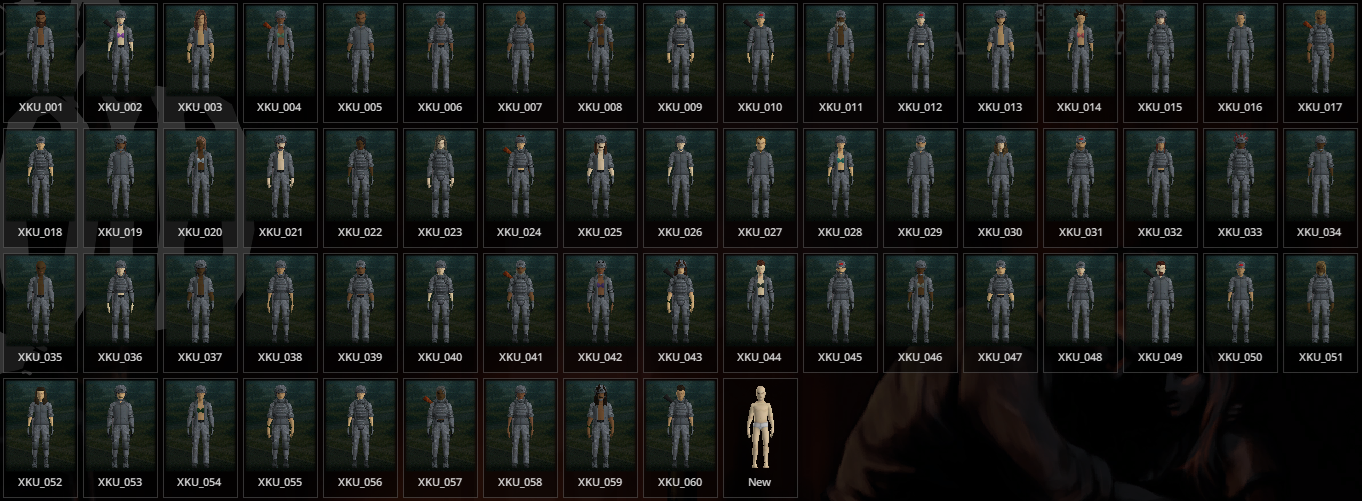 XKU_001 XKU_002 XKU_003 XKU_004 XKU_005 XKU_006 XKU_007 XKU_008 XKU_009 XKU_010 XKU_011 XKU_012 XKU_013 XKU_014 XKU_015 XKU_016 XKU_017
XKU_018 XKU_019 XKU_020 XKU_021 XKU_022 XKU_023 XKU_024 XKU_025 XKU_026 XKU_027 XKU_028 XKU_029 XKU_030 XKU_031 XKU_032 XKU_033 XKU_034
XKU_035 XKU_036 XKU_037 XKU_038 XKU_039 XKU_040 XKU_041 XKU_042 XKU_043 XKU_044 XKU_045 XKU_046 XKU_047 XKU_048 XKU_049 XKU_050 XKU_051
XKU_052 XKU_053 XKU_054 XKU_055 XKU_056 XKU_057 XKU_058 XKU_059 XKU_060 New